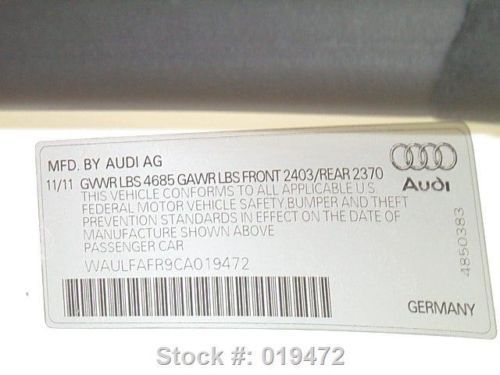 MFD. BY AUDI AG
11/11 GVWR LBS 4685 GAWR LBS FRONT 2403/REAR 2370
THIS VEHICLE CONFORMS TO ALL APPLICABLE U.S.
FEDERAL MOTOR VEHICLE SAFETY, BUMPER AND THEFT
PREVENTION STANDARDS IN EFFECT ON THE DATE OF
MANUFACTURE SHOWN ABOVE
PASSENGER CAR
WAULFAFR9CA019472
Audi
4850383
GERMANY
Stock #: 019472